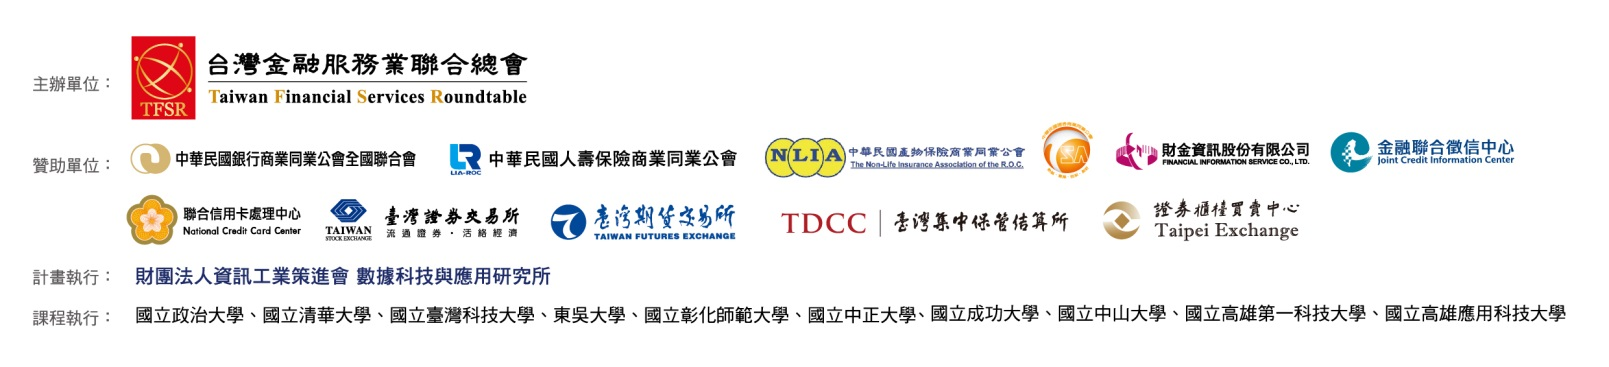 主辦單位：
TFSR
台灣金融服務業聯合總會
Taiwan Financial Services Roundtable
贊助單位：
中華民國銀行商業同業公會全國聯合會
LR
LIA-ROC
中華民國人壽保險商業同業公會
NLIA
中華民國產物保險商業同業公會
The Non-Life Insurance Association of the R.O.C.
SA
財金資訊股份有限公司
FINANCIAL INFORMATION SERVICE CO., LTD.
金融聯合徵信中心
Joint Credit Information Center
聯合信用卡處理中心
National Credit Card Center
TAIWAN
STOCK EXCHANGE
臺灣證券交易所
流通證券・活絡經濟
臺灣期貨交易所
TAIWAN FUTURES EXCHANGE
TDCC
臺灣集中保管結算所
證券櫃檯買賣中心
Taipei Exchange
計畫執行：
財團法人資訊工業策進會 數據科技與應用研究所
課程執行：
國立政治大學、國立清華大學、國立臺灣科技大學、東吳大學、國立彰化師範大學、國立中正大學、國立成功大學、國立中山大學、國立高雄第一科技大學、國立高雄應用科技大學